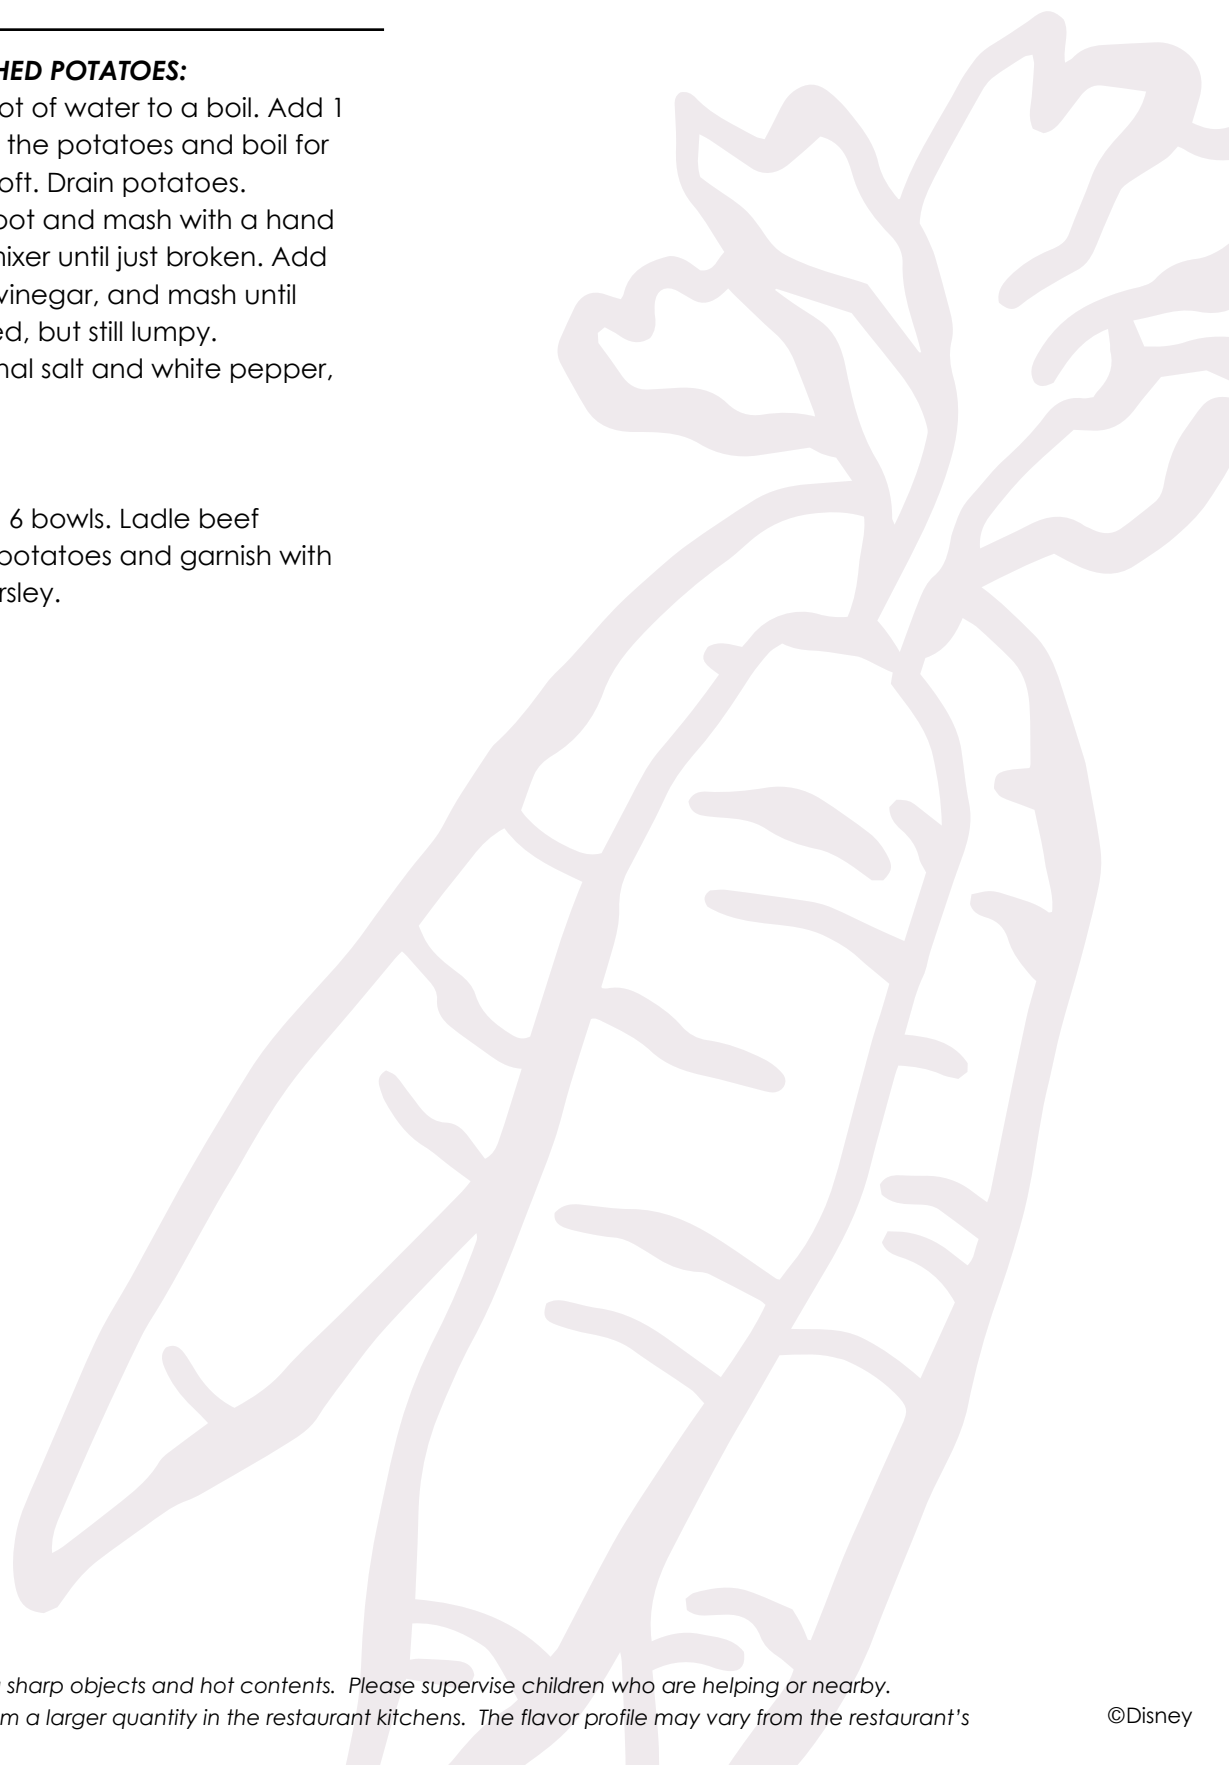 HED POTATOES:
ot of water to a boil. Add 1
the potatoes and boil for
oft. Drain potatoes.
pot and mash with a hand
mixer until just broken. Add
vinegar, and mash until
ed, but still lumpy.
nal salt and white pepper,
6 bowls. Ladle beef
potatoes and garnish with
rsley.
sharp objects and hot contents.  Please supervise children who are helping or nearby.
m a larger quantity in the restaurant kitchens.  The flavor profile may vary from the restaurant's
©Disney